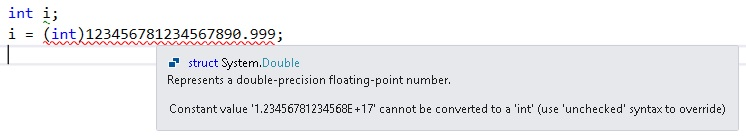 int i;
i = (int)123456781234567890.999;
struct System.Double
Represents a double-precision floating-point number.
Constant value '1.23456781234568E+17' cannot be converted to a 'int' (use 'unchecked' syntax to override)